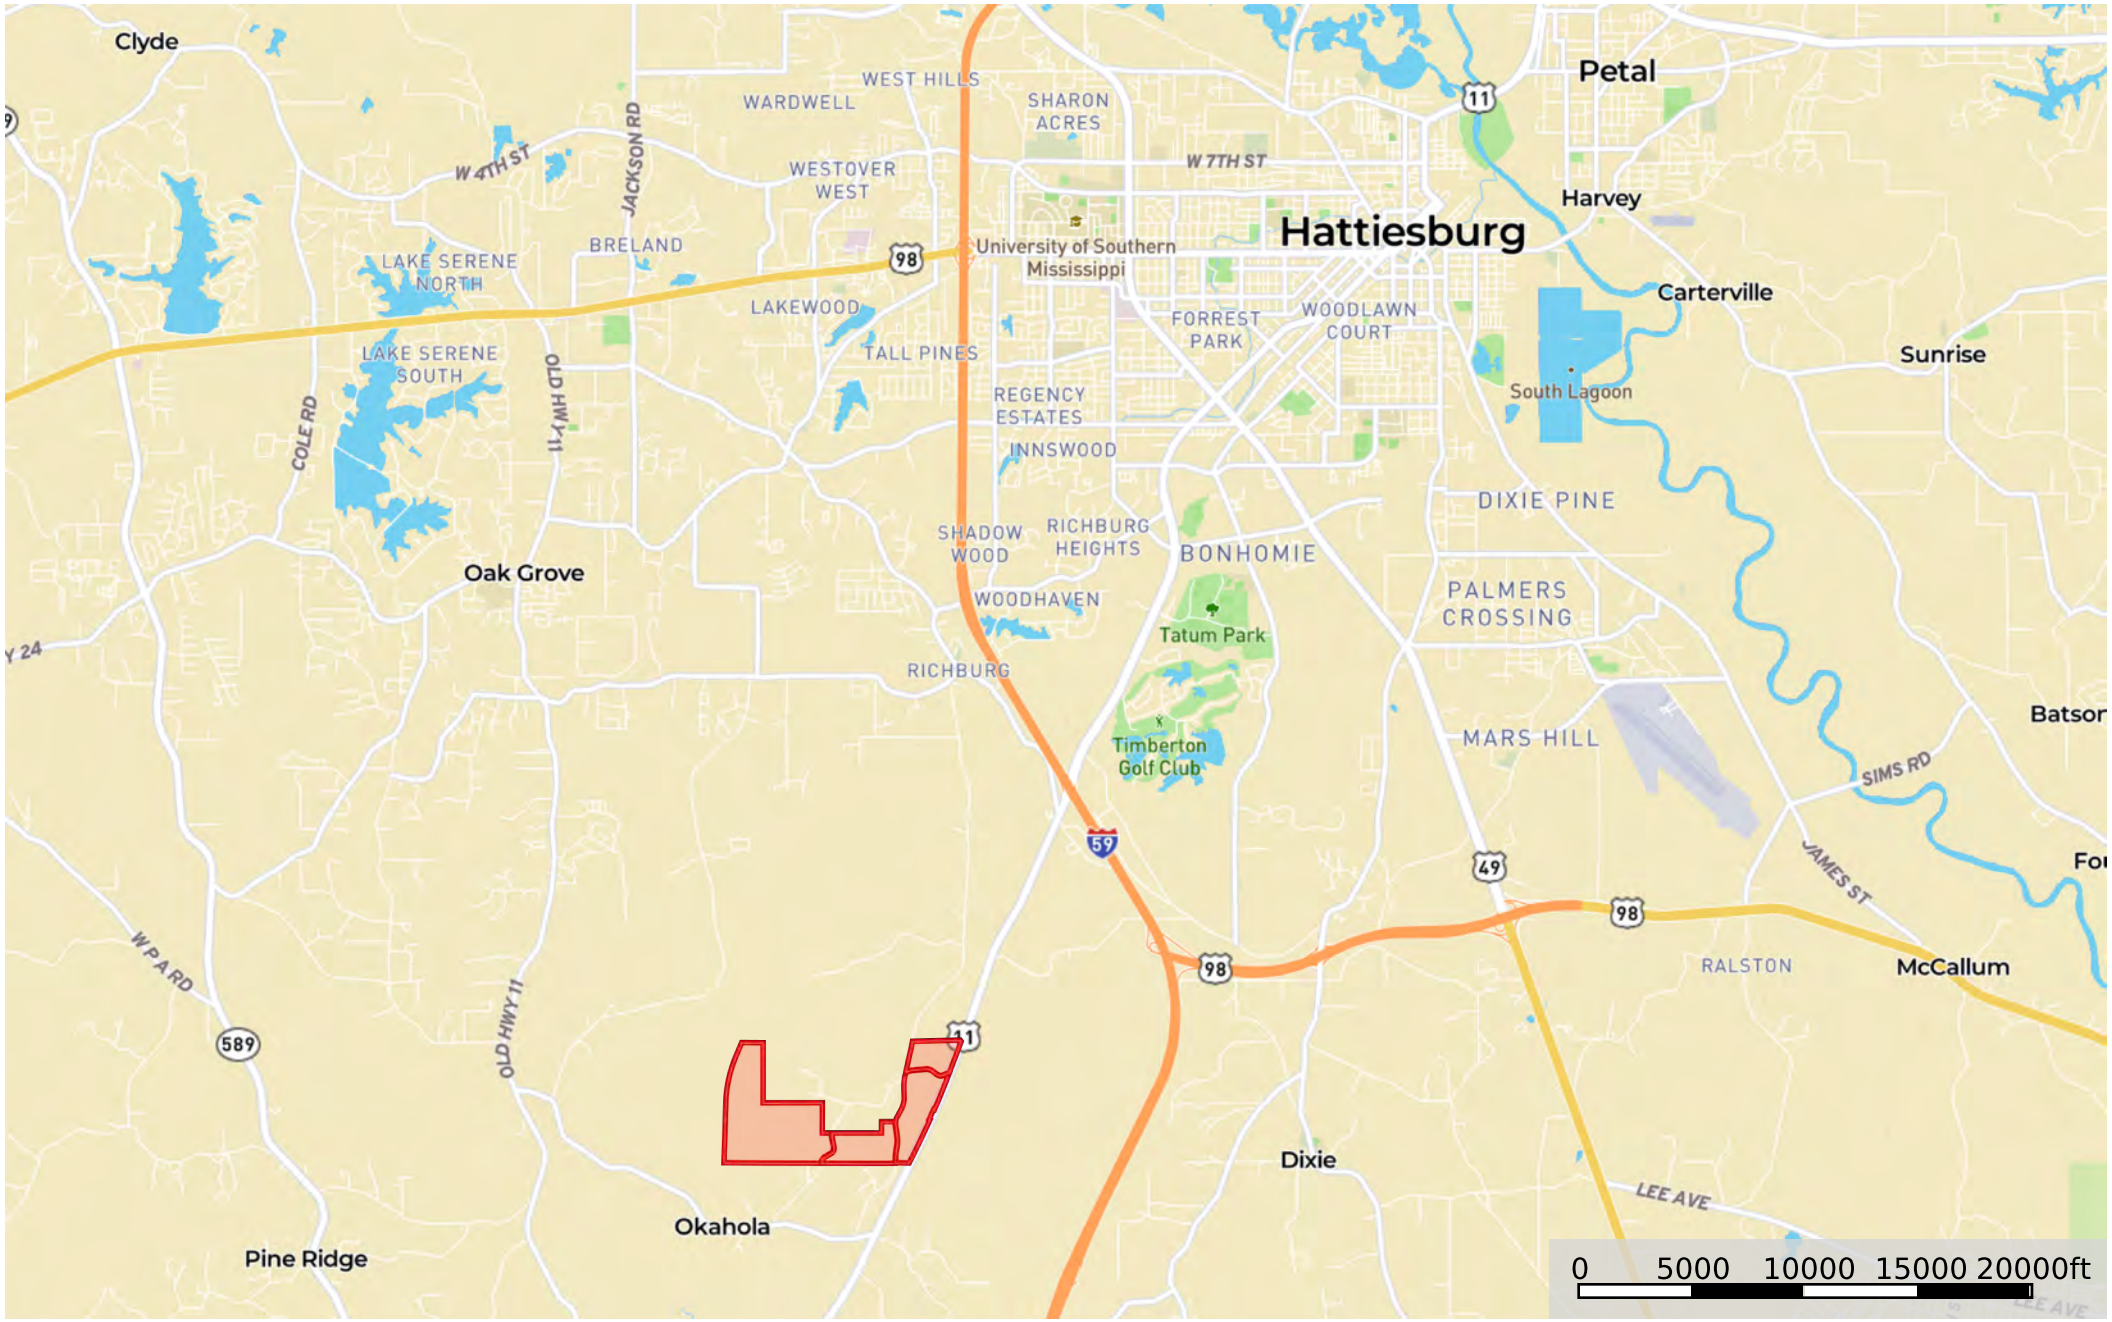 Clyde
WEST HILLS
Petal
WARDWELL
SHARON
ACRES
11
9
JACKSON RD
W 4TH ST
WESTOVER
WEST
W 7TH ST
Harvey
Hattiesburg
BRELAND
98
University of Southern
Mississippi
LAKE SERENE
NORTH
Carterville
LAKEWOOD
FORREST
PARK
WOODLAWN
COURT
LAKE SERENE
SOUTH
TALL PINES
Sunrise
OLD HWY 11
COLE RD
REGENCY
ESTATES
South Lagoon
INNSWOOD
DIXIE PINE
SHADOW
WOOD
RICHBURG
HEIGHTS
BONHOMIE
Oak Grove
WOODHAVEN
PALMERS
CROSSING
Tatum Park
Y 24
RICHBURG
Batson
MARS HILL
Timberton
Golf Club
SIMS RD
59
49
JAMES ST
98
98
W P A RD
RALSTON
McCallum
OLD HWY 11
589
11
Dixie
LEE AVE
Okahola
Pine Ridge
0 5000 10000 15000 20000ft
LEE AVE